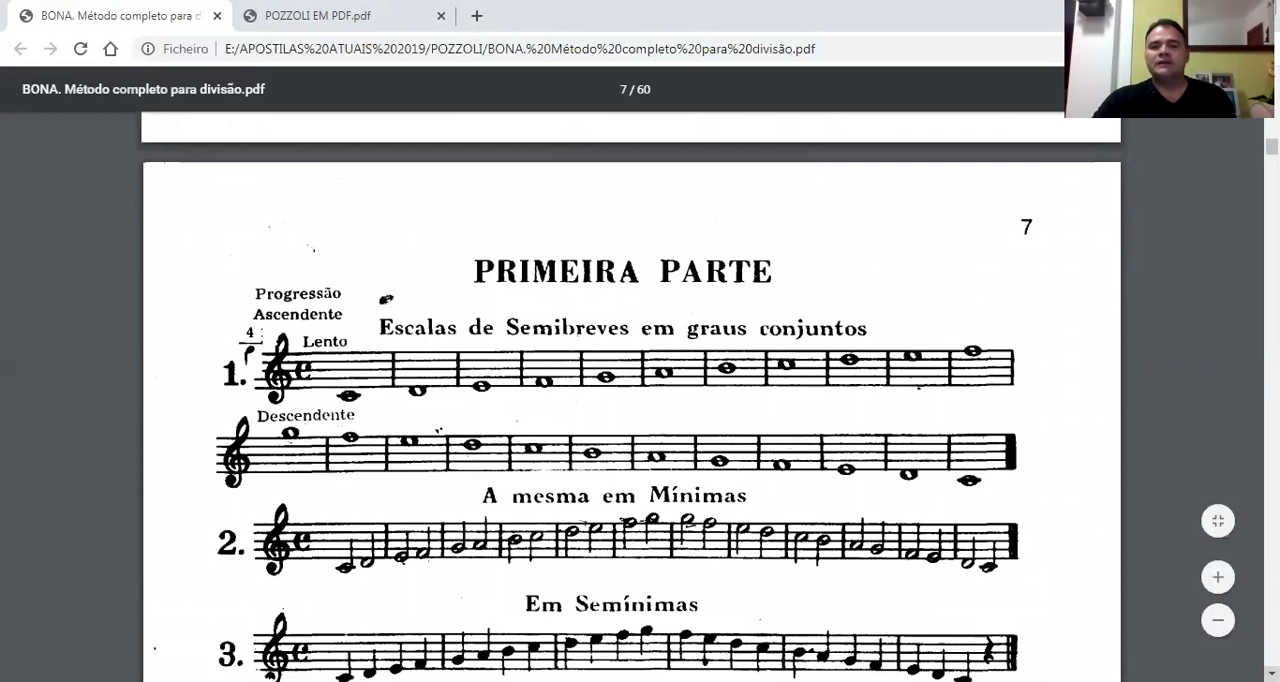 BONA. Método completo para d
POZZOLI EM PDF.pdf
Ficheiro
E:/APOSTILAS%20ATUAIS%202019/POZZOLI/BONA.%20Método%20completo%20para%20divisão.pdf
BONA. Método completo para divisão.pdf
7 / 60
7
PRIMEIRA PARTE
Progressão
Ascendente
Escalas de Semibreves em graus conjuntos
4
Lento
1.
Descendente
A mesma em Mínimas
2.
Em Semínimas
3.